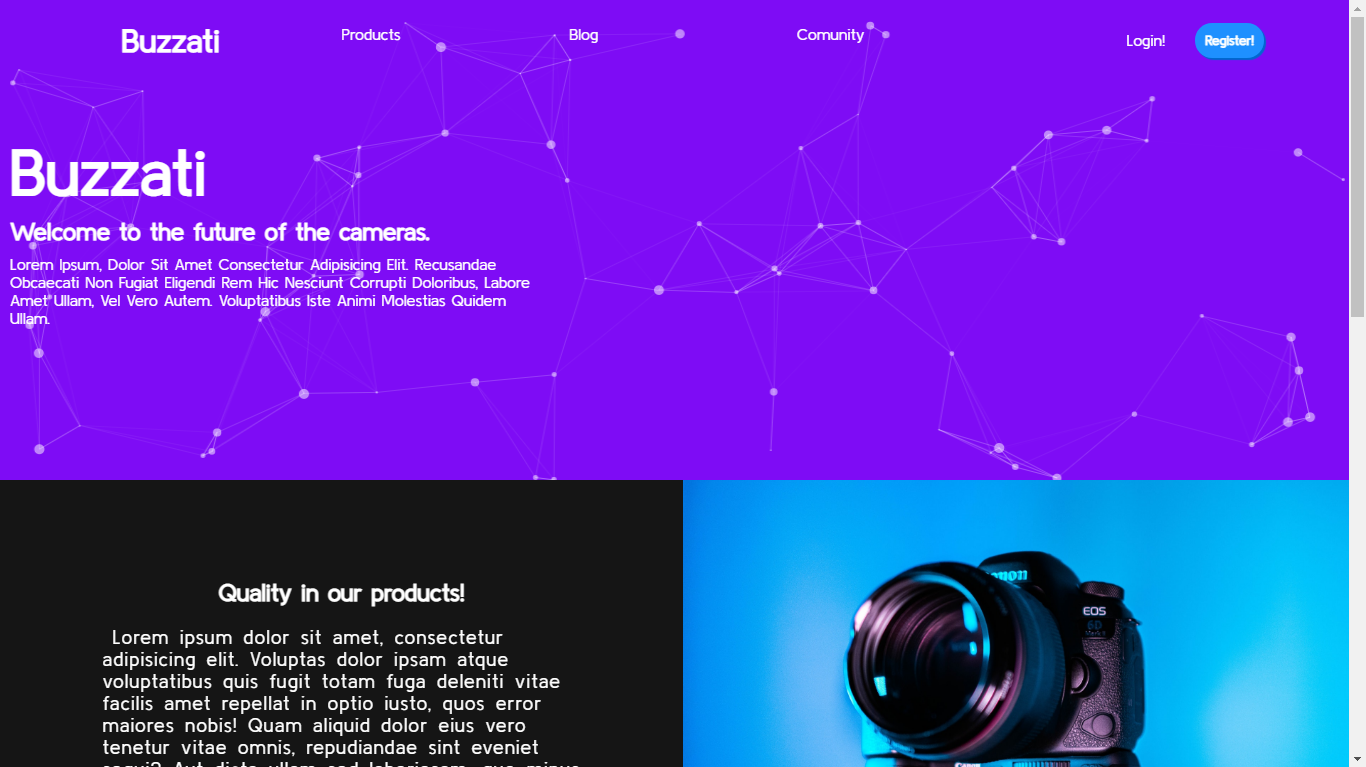 Buzzati
Products
Blog
Comunity
Login!
Register!
Buzzati
Welcome to the future of the cameras.
Lorem Ipsum, Dolor Sit Amet Consectetur Adipisicing Elit. Recusandae
Obcaecati Non Fugiat Eligendi Rem Hic Nesciunt Corrupti Doloribus, Labore
Amet Ullam, Vel Vero Autem. Voluptatibus Iste Animi Molestias Quidem
Ullam.
Quality in our products!
Lorem ipsum dolor sit amet, consectetur
adipisicing elit. Voluptas dolor ipsam atque
voluptatibus quis fugit totam fuga deleniti vitae
facilis amet repellat in optio iusto, quos error
maiores nobis! Quam aliquid dolor eius vero
tenetur vitae omnis, repudiandae sint eveniet
Canon
EOS
6D
Mark II
Canon